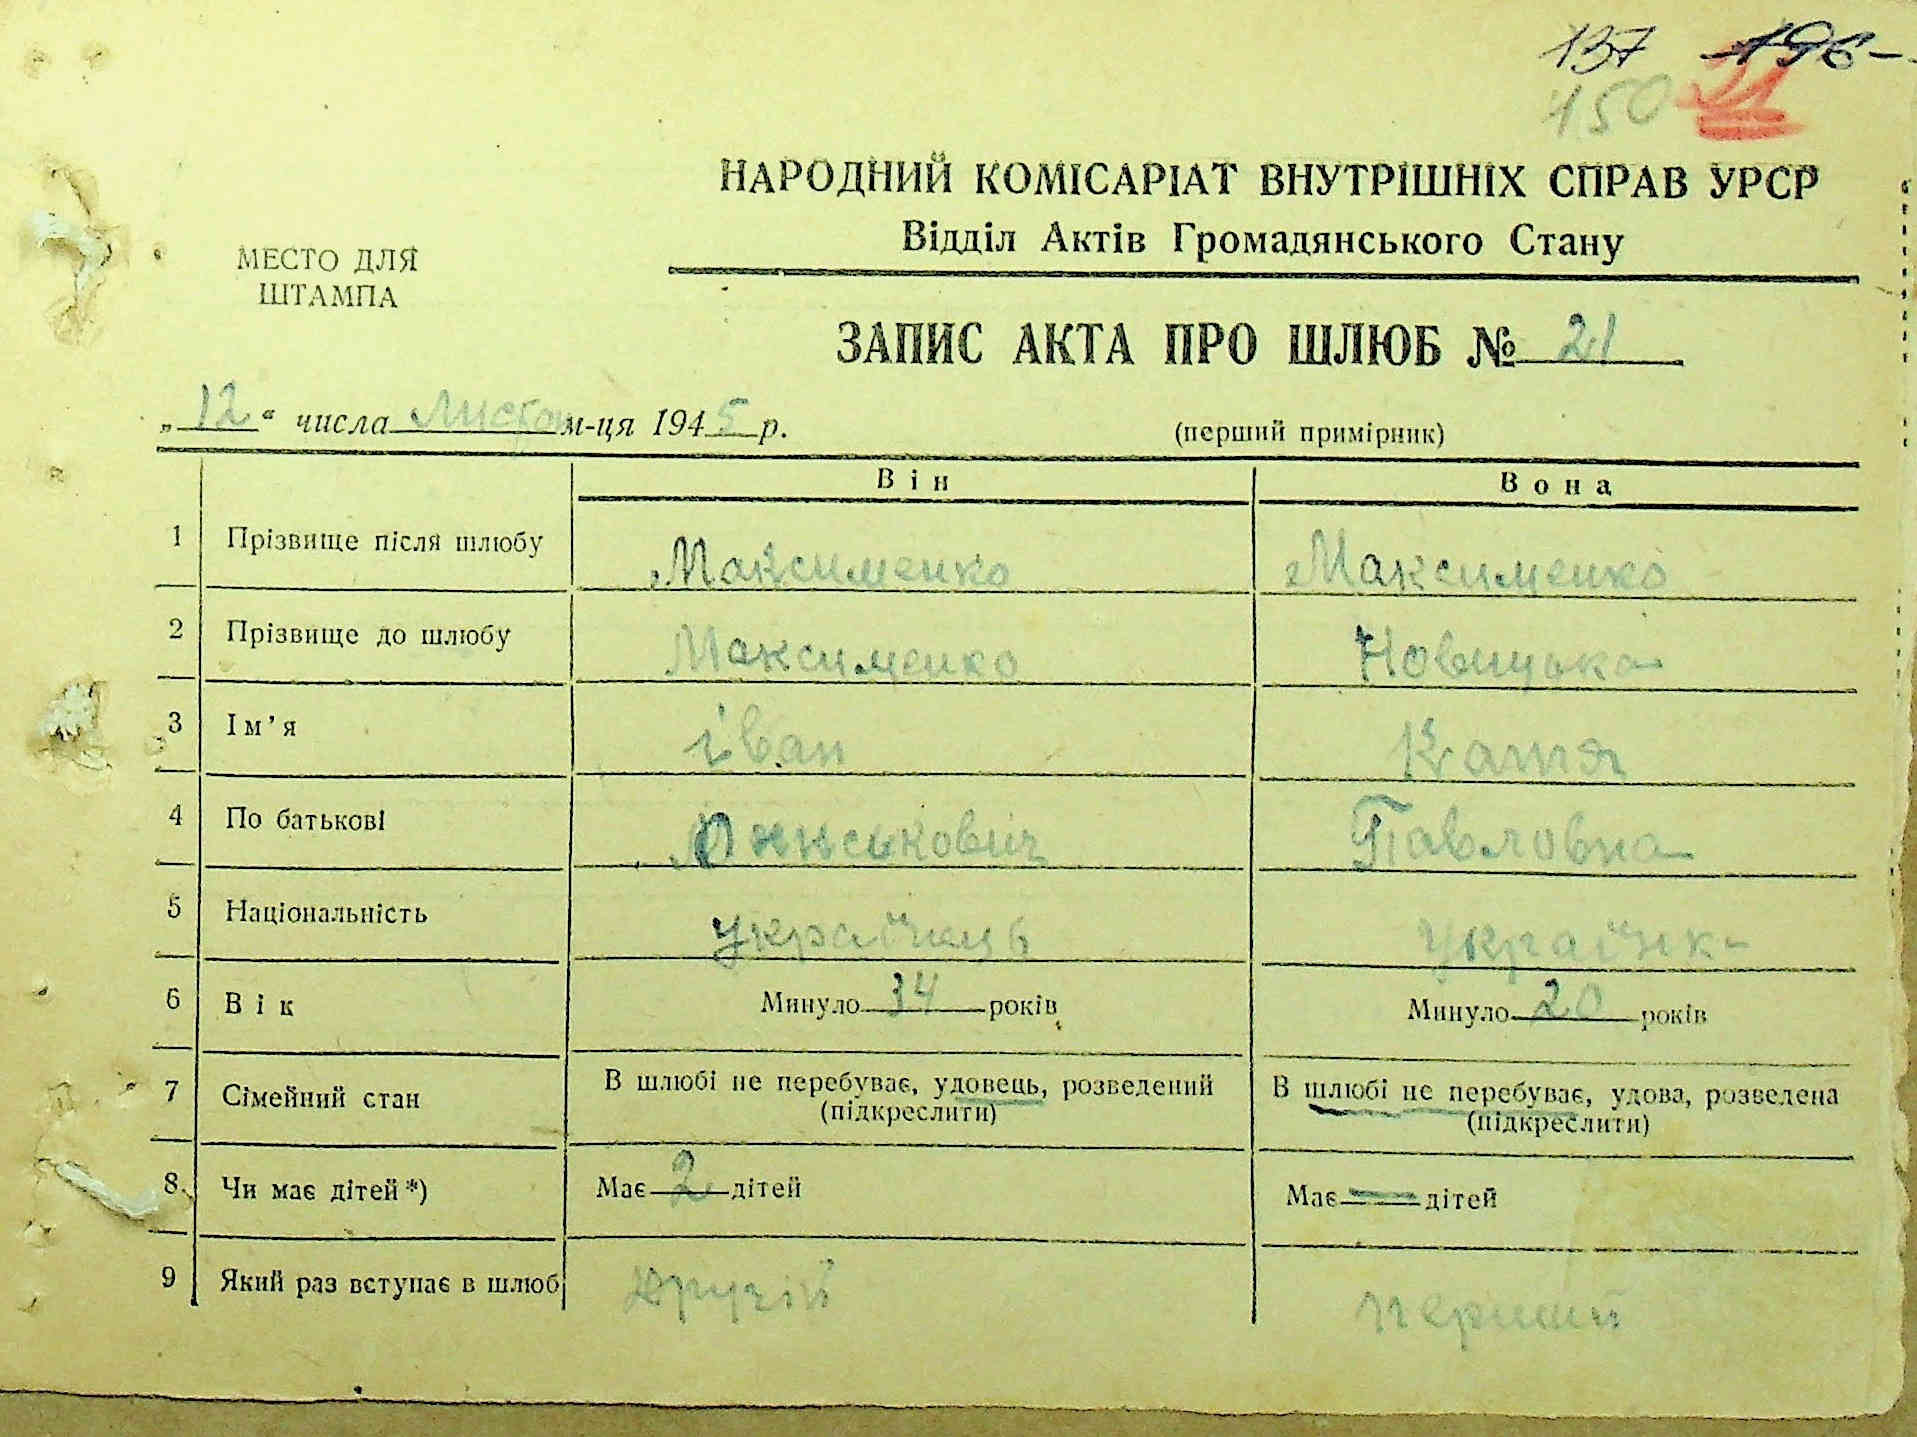 137 -196-
150 21
НАРОДНИЙ КОМІСАРІАТ ВНУТРІШНІХ СПРАВ УРСР
Відділ Актів Громадянського Стану
МЕСТО ДЛЯ
ШТАМПА
ЗАПИС АКТА ПРО ШЛЮБ № 21
„12“ числа Листоп м-ця 1945 р.
(перший примірник)
Він Вона
1 Прізвище після шлюбу Максименко Максименко
2 Прізвище до шлюбу Максименко Новицька
3 Ім'я іван Катя
4 По батькові Павловна
5 Національність українець українк-
6 Вік Минуло 34 років Минуло 20 років
7 Сімейний стан В шлюбі не перебуває, удовець, розведений В шлюбі не перебуває, удова, розведена
(підкреслити) (підкреслити)
8 Чи має дітей*) Має 2 дітей Має — дітей
9 Який раз вступає в шлюб другій перший